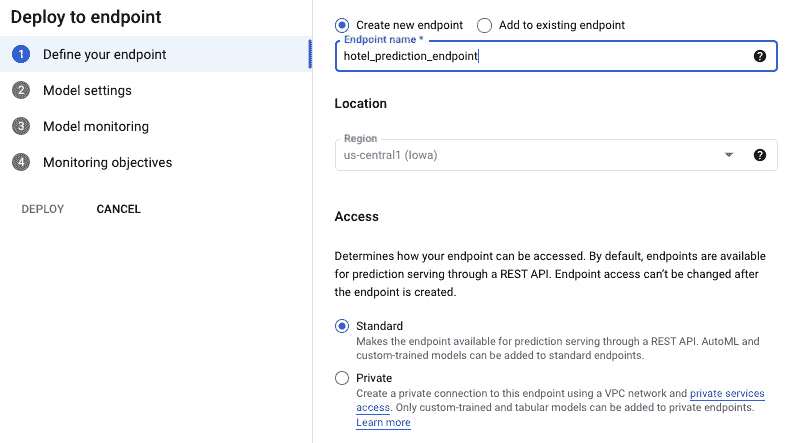 Deploy to endpoint
1 Define your endpoint
2 Model settings
3 Model monitoring
4 Monitoring objectives
DEPLOY CANCEL
Create new endpoint Add to existing endpoint
Endpoint name *
hotel_prediction_endpoint
Location
Region
us-central1 (Iowa)
Access
Determines how your endpoint can be accessed. By default, endpoints are available
for prediction serving through a REST API. Endpoint access can't be changed after
the endpoint is created.
Standard
Makes the endpoint available for prediction serving through a REST API. AutoML and
custom-trained models can be added to standard endpoints.
Private
Create a private connection to this endpoint using a VPC network and private services
access. Only custom-trained and tabular models can be added to private endpoints.
Learn more